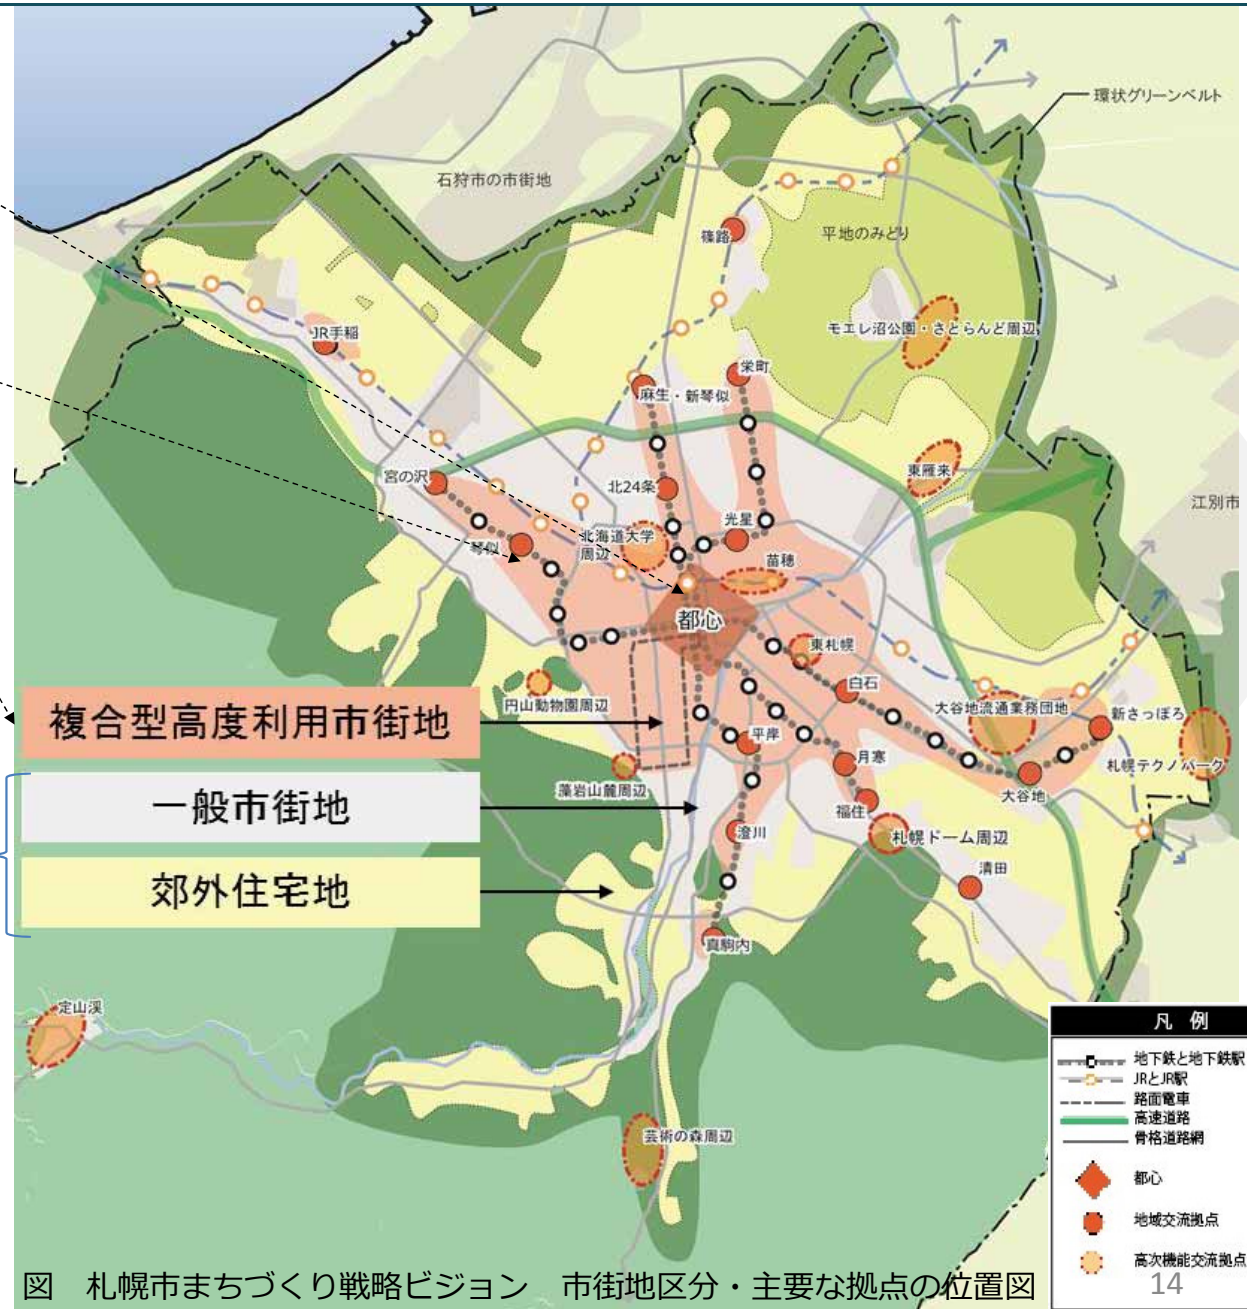 環状グリーンベルト
石狩市の市街地
篠路
平地のみどり
モエレ沼公園・さとらんど周辺
JR手稲
栄町
麻生・新琴似
宮の沢
北24条
東雁来
江別市
光星
北海道大学
周辺
琴似
苗穂
都心
東札幌
白石
円山動物園周辺
大谷地流通業務団地
新さっぽろ
複合型高度利用市街地
平岸
月寒
札幌テクノパーク
藻岩山麓周辺
大谷地
一般市街地
福住
澄川
札幌ドーム周辺
清田
郊外住宅地
真駒内
定山渓
芸術の森周辺
凡 例
地下鉄と地下鉄駅
JRとJR駅
路面電車
高速道路
骨格道路網
都心
地域交流拠点
高次機能交流拠点
図 札幌市まちづくり戦略ビジョン 市街地区分・主要な拠点の位置図
14